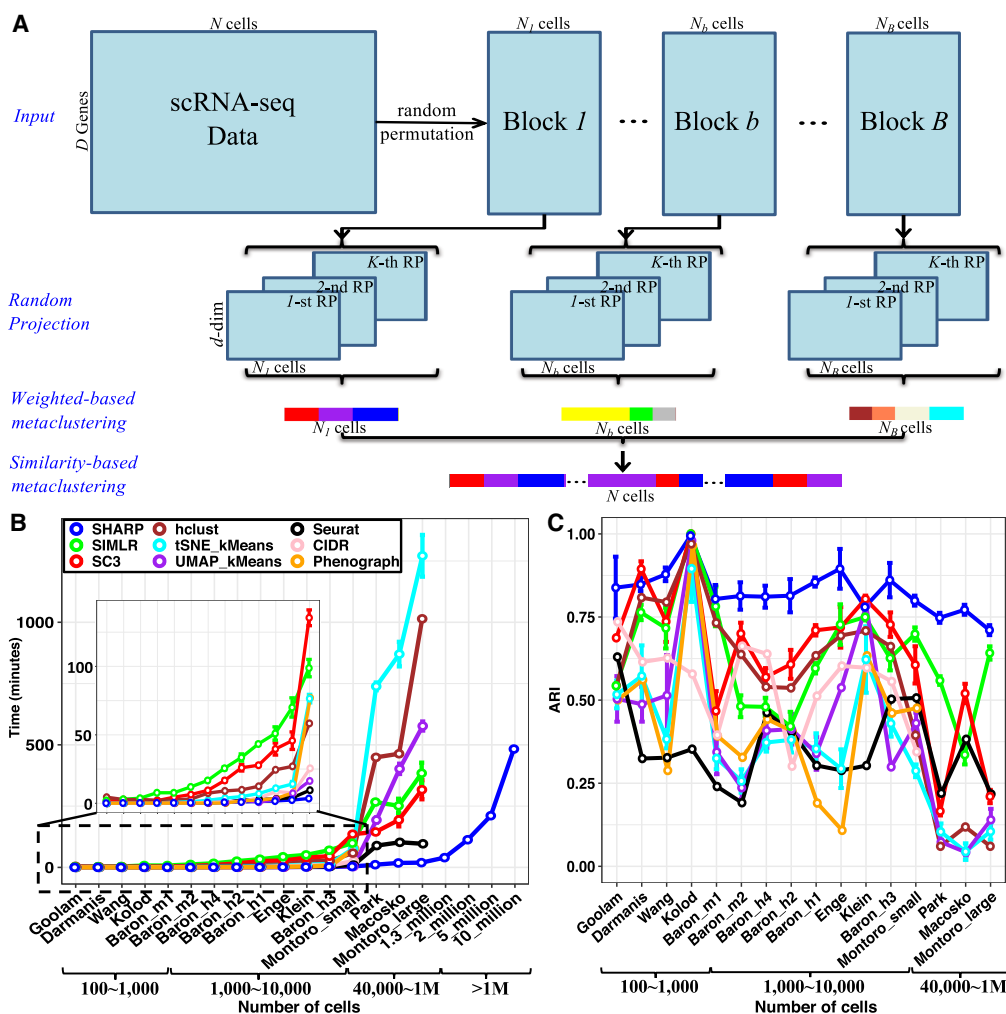 A
N cells
N1 cells
Nb cells
NB cells
Input
D Genes
scRNA-seq
Data
random
permutation
Block 1
...
Block b
...
Block B
Random
Projection
d-dim
K-th RP
2-nd RP
1-st RP
N1 cells
K-th RP
2-nd RP
1-st RP
Nb cells
K-th RP
2-nd RP
1-st RP
NB cells
Weighted-based
metaclustering
N1 cells
Nb cells
NB cells
Similarity-based
metaclustering
...
...
N cells
B
SHARP
hclust
Seurat
SIMLR
tSNE_kMeans
CIDR
SC3
UMAP_kMeans
Phenograph
Time (minutes)
1000
500
0
100
50
0
Goolam
Darmanis
Wang
Kolod
Baron_m1
Baron_m2
Baron_h4
Baron_h2
Baron_h1
Enge
Klein
Baron_h3
Montoro_small
Park
Macosko
Montoro_large
1.3_million
2_million
5_million
10_million
100~1,000
1,000~10,000
40,000~1M
>1M
Number of cells
C
ARI
1.00
0.75
0.50
0.25
0.00
Goolam
Darmanis
Wang
Kolod
Baron_m1
Baron_m2
Baron_h4
Baron_h2
Baron_h1
Enge
Klein
Baron_h3
Montoro_small
Park
Macosko
Montoro_large
100~1,000
1,000~10,000
40,000~1M
Number of cells